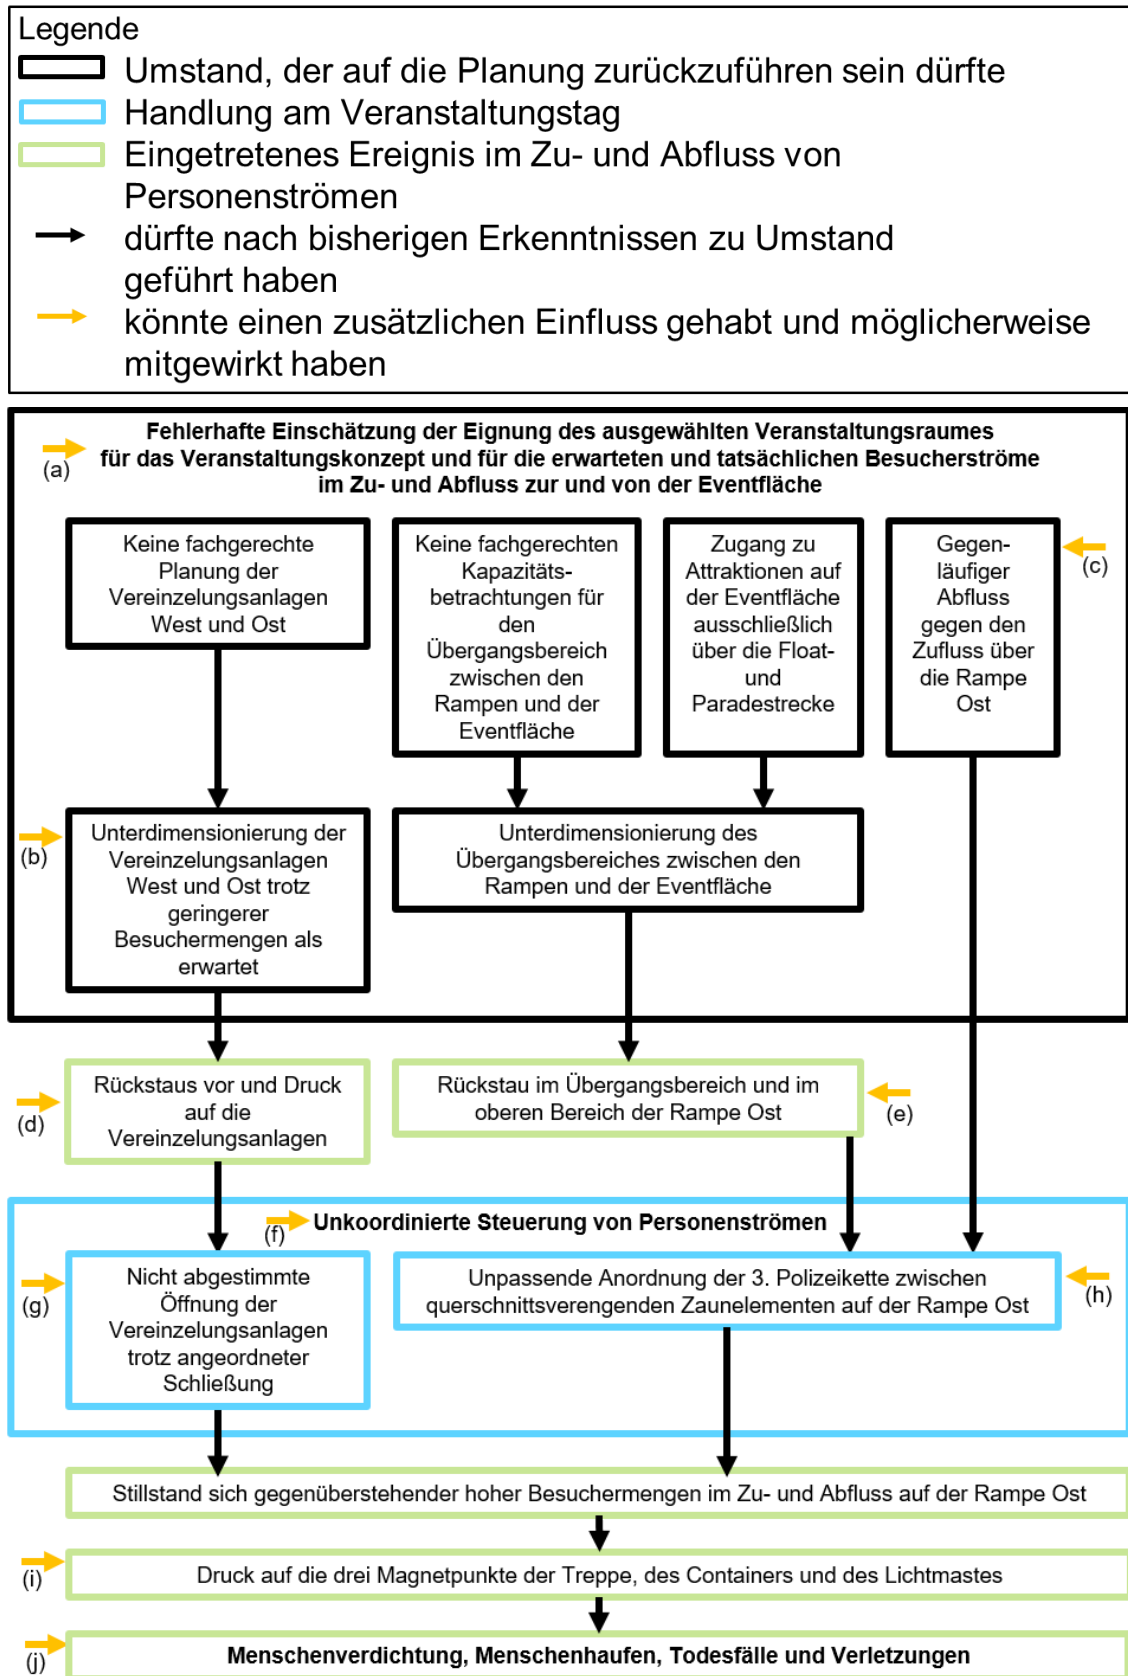 Legende
Umstand, der auf die Planung zurückzuführen sein dürfte
Handlung am Veranstaltungstag
Eingetretenes Ereignis im Zu- und Abfluss von
Personenströmen
dürfte nach bisherigen Erkenntnissen zu Umstand
geführt haben
könnte einen zusätzlichen Einfluss gehabt und möglicherweise
mitgewirkt haben
(a)
Fehlerhafte Einschätzung der Eignung des ausgewählten Veranstaltungsraumes
für das Veranstaltungskonzept und für die erwarteten und tatsächlichen Besucherströme
im Zu- und Abfluss zur und von der Eventfläche
Keine fachgerechte
Planung der
Vereinzelungsanlagen
West und Ost
Keine fachgerechten
Kapazitäts-
betrachtungen für
den
Übergangsbereich
zwischen den
Rampen und der
Eventfläche
Zugang zu
Attraktionen auf
der Eventfläche
ausschließlich
über die Float-
und
Paradestrecke
Gegen-
läufiger
Abfluss
gegen den
Zufluss über
die Rampe
Ost
(c)
(b)
Unterdimensionierung der
Vereinzelungsanlagen
West und Ost trotz
geringerer
Besuchermengen als
erwartet
Unterdimensionierung des
Übergangsbereiches zwischen den
Rampen und der Eventfläche
(d)
Rückstaus vor und Druck
auf die
Vereinzelungsanlagen
Rückstau im Übergangsbereich und im
oberen Bereich der Rampe Ost
(e)
(f)
Unkoordinierte Steuerung von Personenströmen
(g)
Nicht abgestimmte
Öffnung der
Vereinzelungsanlagen
trotz angeordneter
Schließung
Unpassende Anordnung der 3. Polizeikette zwischen
querschnittsverengenden Zaunelementen auf der Rampe Ost
(h)
Stillstand sich gegenüberstehender hoher Besuchermengen im Zu- und Abfluss auf der Rampe Ost
(i)
Druck auf die drei Magnetpunkte der Treppe, des Containers und des Lichtmastes
(j)
Menschenverdichtung, Menschenhaufen, Todesfälle und Verletzungen